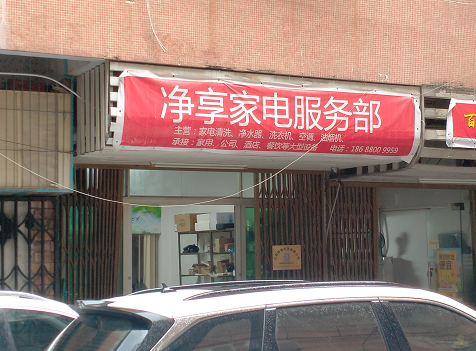 净享家电服务部
主营：家电清洗、净水器、洗衣机、空调、油烟机
承接：家用、公司、酒店、餐饮等大型设备 电话：186 8800 9959
百